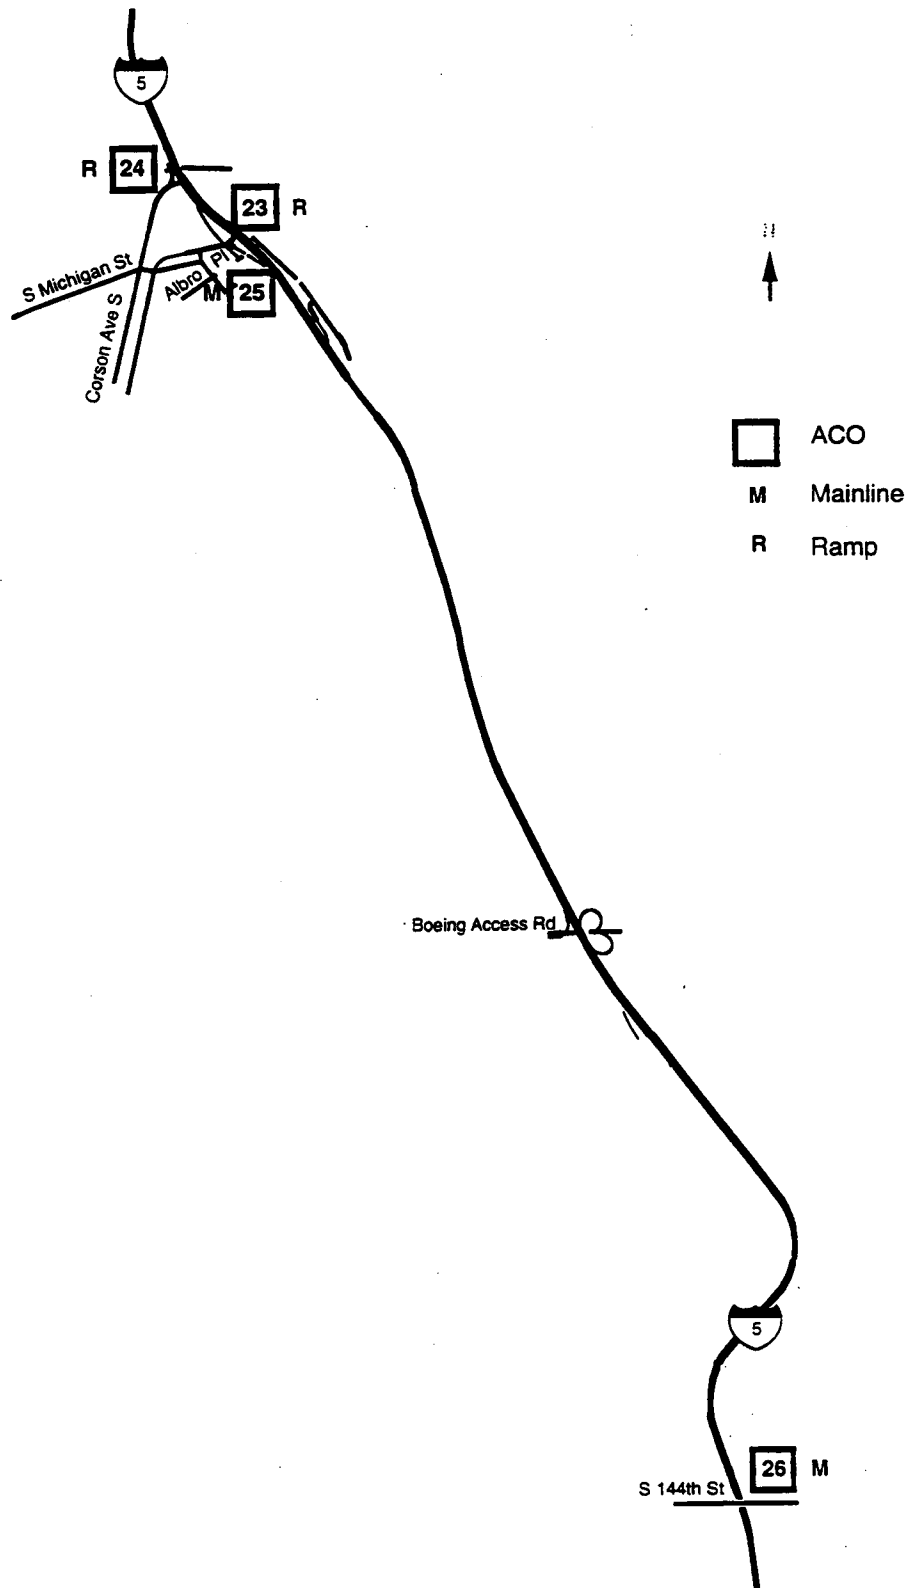 5
R 24
23 R
S Michigan St
Albro Pl
M 25
Corson Ave S
N
ACO
M Mainline
R Ramp
Boeing Access Rd
5
26 M
S 144th St